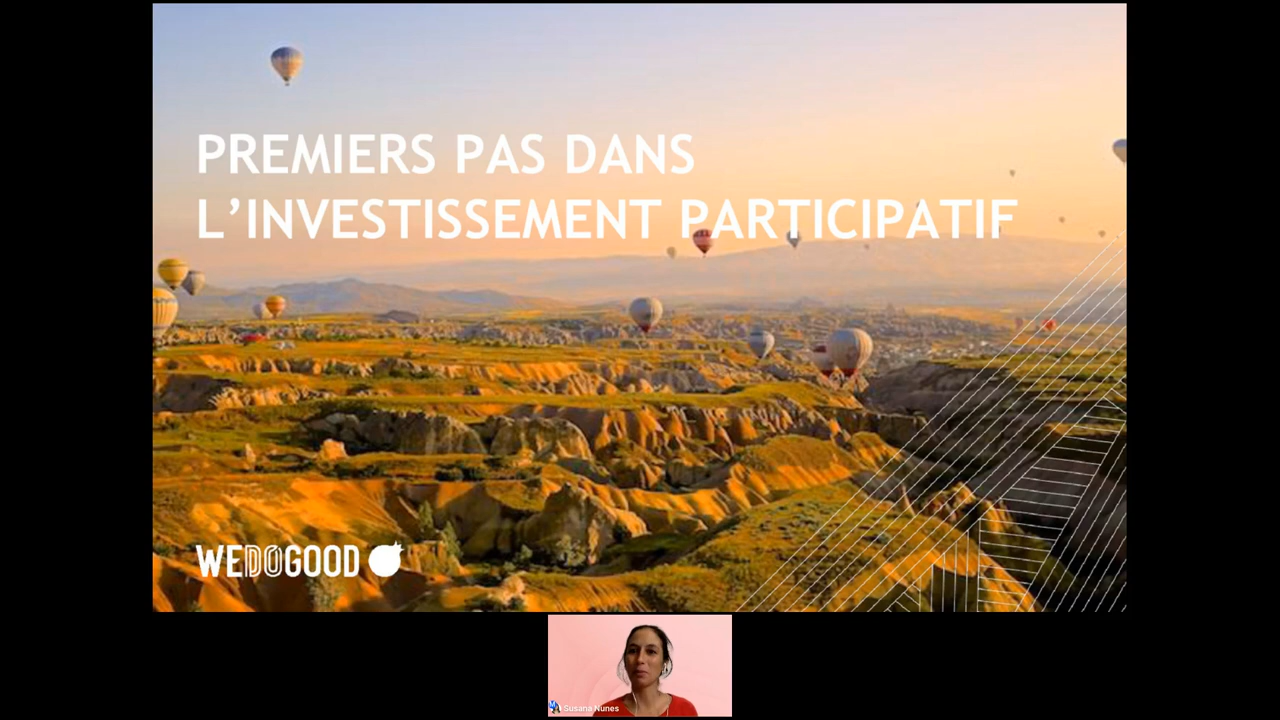 PREMIERS PAS DANS
L’INVESTISSEMENT PARTICIPATIF
WEDOGOOD
Susana Nunes